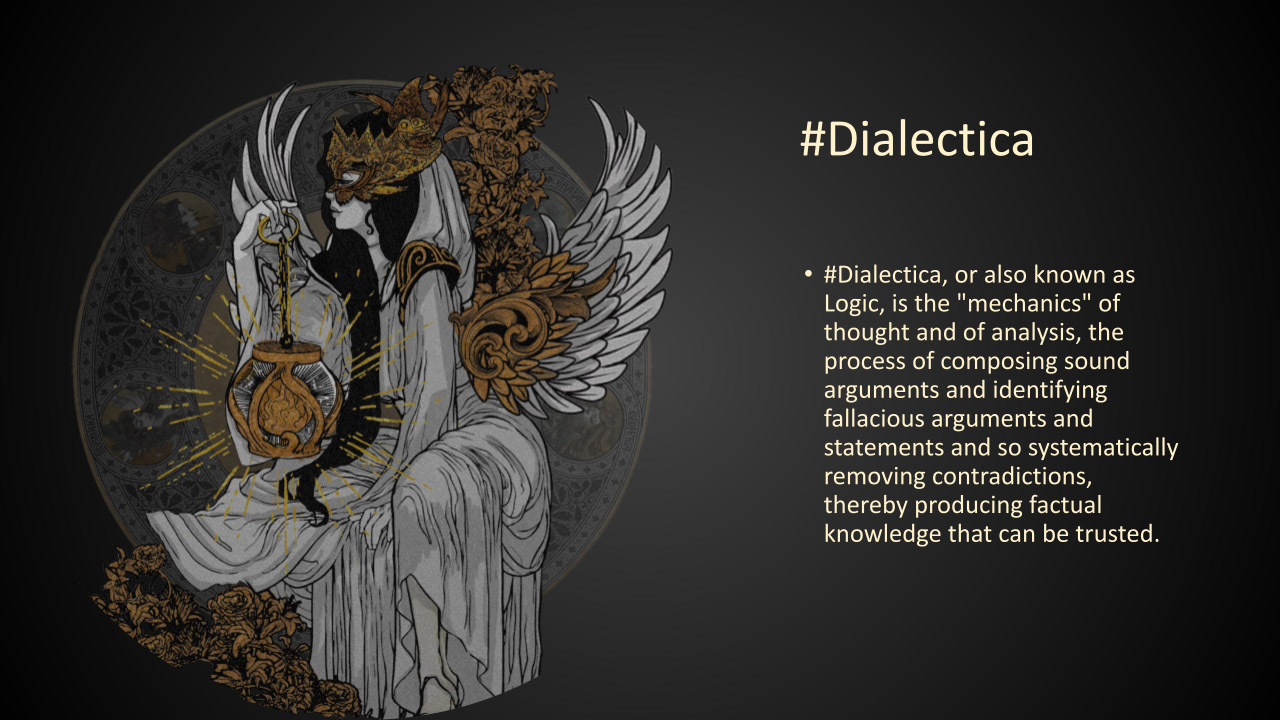 #Dialectica
• #Dialectica, or also known as
Logic, is the "mechanics" of
thought and of analysis, the
process of composing sound
arguments and identifying
fallacious arguments and
statements and so systematically
removing contradictions,
thereby producing factual
knowledge that can be trusted.